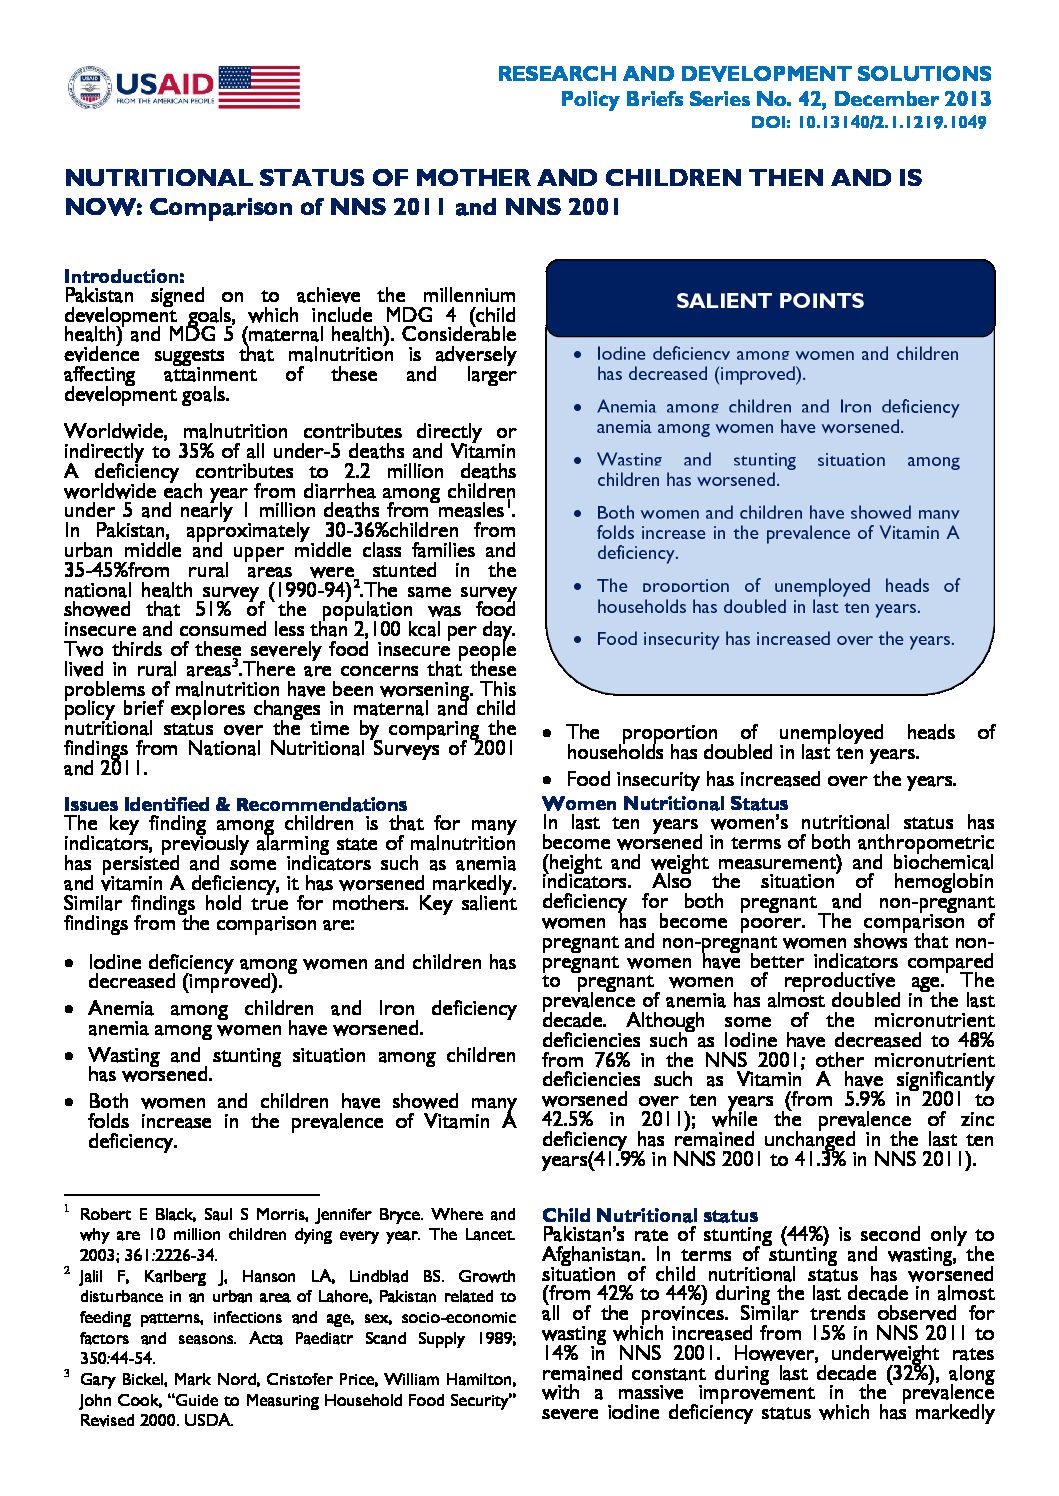 USAID
FROM THE AMERICAN PEOPLE
RESEARCH AND DEVELOPMENT SOLUTIONS
Policy Briefs Series No. 42, December 2013
DOI: 10.13140/2.1.1219.1049
NUTRITIONAL STATUS OF MOTHER AND CHILDREN THEN AND IS
NOW: Comparison of NNS 2011 and NNS 2001
Introduction:
Pakistan signed on to achieve the millennium
development goals, which include MDG 4 (child
health) and MDG 5 (maternal health). Considerable
evidence suggests that malnutrition is adversely
affecting attainment of these and larger
development goals.
Worldwide, malnutrition contributes directly or
indirectly to 35% of all under-5 deaths and Vitamin
A deficiency contributes to 2.2 million deaths
worldwide each year from diarrhea among children
under 5 and nearly 1 million deaths from measles1.
In Pakistan, approximately 30-36%children from
urban middle and upper middle class families and
35-45%from rural areas were stunted in the
national health survey (1990-94)2.The same survey
showed that 51% of the population was food
insecure and consumed less than 2,100 kcal per day.
Two thirds of these severely food insecure people
lived in rural areas3.There are concerns that these
problems of malnutrition have been worsening. This
policy brief explores changes in maternal and child
nutritional status over the time by comparing the
findings from National Nutritional Surveys of 2001
and 2011.
Issues Identified & Recommendations
The key finding among children is that for many
indicators, previously alarming state of malnutrition
has persisted and some indicators such as anemia
and vitamin A deficiency, it has worsened markedly.
Similar findings hold true for mothers. Key salient
findings from the comparison are:
• Iodine deficiency among women and children has
decreased (improved).
• Anemia among children and Iron deficiency
anemia among women have worsened.
• Wasting and stunting situation among children
has worsened.
• Both women and children have showed many
folds increase in the prevalence of Vitamin A
deficiency.
1 Robert E Black, Saul S Morris, Jennifer Bryce. Where and
why are 10 million children dying every year. The Lancet.
2003; 361:2226-34.
2 Jalil F, Karlberg J, Hanson LA, Lindblad BS. Growth
disturbance in an urban area of Lahore, Pakistan related to
feeding patterns, infections and age, sex, socio-economic
factors and seasons. Acta Paediatr Scand Supply 1989;
350:44-54.
3 Gary Bickel, Mark Nord, Cristofer Price, William Hamilton,
John Cook, “Guide to Measuring Household Food Security”
Revised 2000. USDA.
SALIENT POINTS
• Iodine deficiency among women and children
has decreased (improved).
• Anemia among children and Iron deficiency
anemia among women have worsened.
• Wasting and stunting situation among
children has worsened.
• Both women and children have showed many
folds increase in the prevalence of Vitamin A
deficiency.
• The proportion of unemployed heads of
households has doubled in last ten years.
• Food insecurity has increased over the years.
• The proportion of unemployed heads of
households has doubled in last ten years.
• Food insecurity has increased over the years.
Women Nutritional Status
In last ten years women’s nutritional status has
become worsened in terms of both anthropometric
(height and weight measurement) and biochemical
indicators. Also the situation of hemoglobin
deficiency for both pregnant and non-pregnant
women has become poorer. The comparison of
pregnant and non-pregnant women shows that non-
pregnant women have better indicators compared
to pregnant women of reproductive age. The
prevalence of anemia has almost doubled in the last
decade. Although some of the micronutrient
deficiencies such as Iodine have decreased to 48%
from 76% in the NNS 2001; other micronutrient
deficiencies such as Vitamin A have significantly
worsened over ten years (from 5.9% in 2001 to
42.5% in 2011); while the prevalence of zinc
deficiency has remained unchanged in the last ten
years(41.9% in NNS 2001 to 41.3% in NNS 2011).
Child Nutritional status
Pakistan’s rate of stunting (44%) is second only to
Afghanistan. In terms of stunting and wasting, the
situation of child nutritional status has worsened
(from 42% to 44%) during the last decade in almost
all of the provinces. Similar trends observed for
wasting which increased from 15% in NNS 2011 to
14% in NNS 2001. However, underweight rates
remained constant during last decade (32%), along
with a massive improvement in the prevalence
severe iodine deficiency status which has markedly